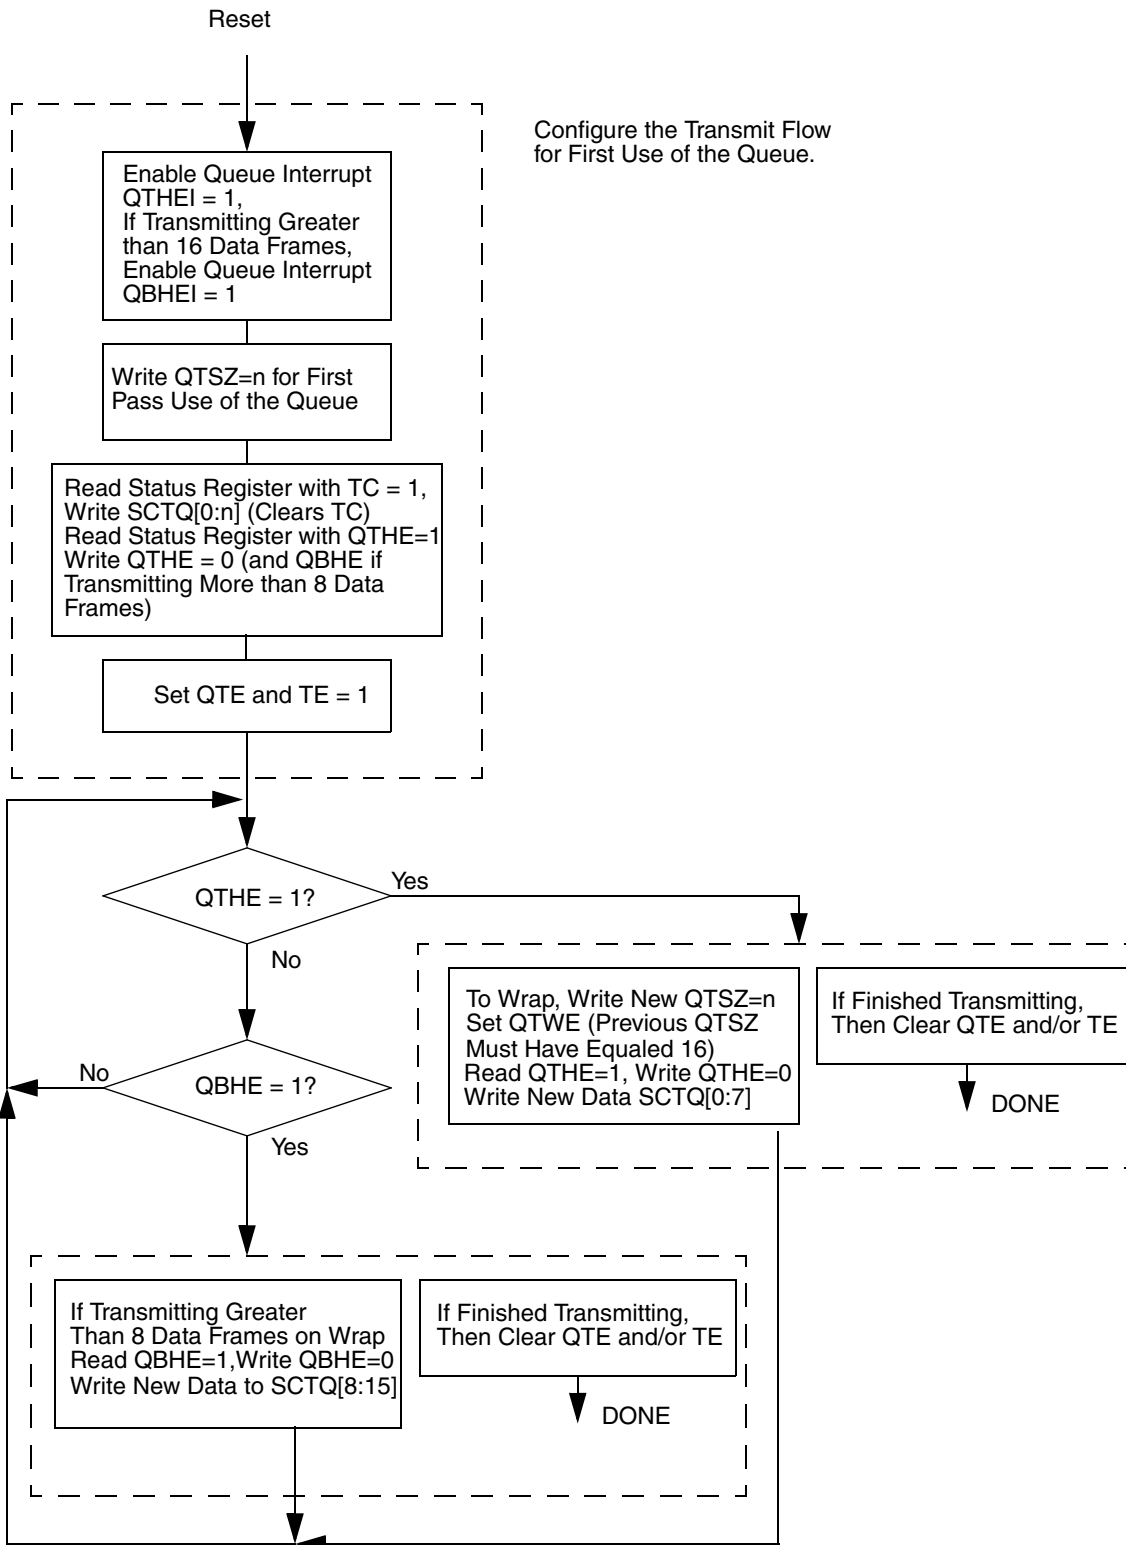 Reset
Configure the Transmit Flow
for First Use of the Queue.
Enable Queue Interrupt
QTHEI = 1,
If Transmitting Greater
than 16 Data Frames,
Enable Queue Interrupt
QBHEI = 1
Write QTSZ=n for First
Pass Use of the Queue
Read Status Register with TC = 1,
Write SCTQ[0:n] (Clears TC)
Read Status Register with QTHE=1
Write QTHE = 0 (and QBHE if
Transmitting More than 8 Data
Frames)
Set QTE and TE = 1
QTHE = 1?
Yes
No
To Wrap, Write New QTSZ=n
Set QTWE (Previous QTSZ
Must Have Equaled 16)
Read QTHE=1, Write QTHE=0
Write New Data SCTQ[0:7]
If Finished Transmitting,
Then Clear QTE and/or TE
DONE
No
QBHE = 1?
Yes
If Transmitting Greater
Than 8 Data Frames on Wrap
Read QBHE=1,Write QBHE=0
Write New Data to SCTQ[8:15]
If Finished Transmitting,
Then Clear QTE and/or TE
DONE